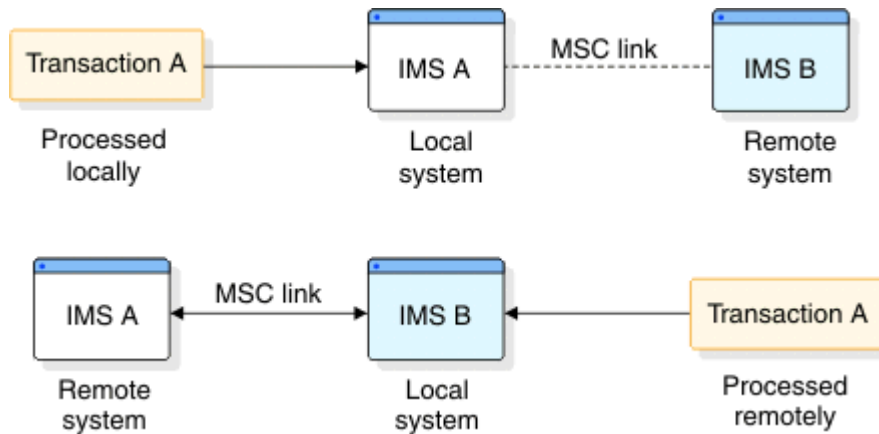 Transaction A
IMS A
MSC link
IMS B
Processed
locally
Local
system
Remote
system
IMS A
MSC link
IMS B
Transaction A
Remote
system
Local
system
Processed
remotely